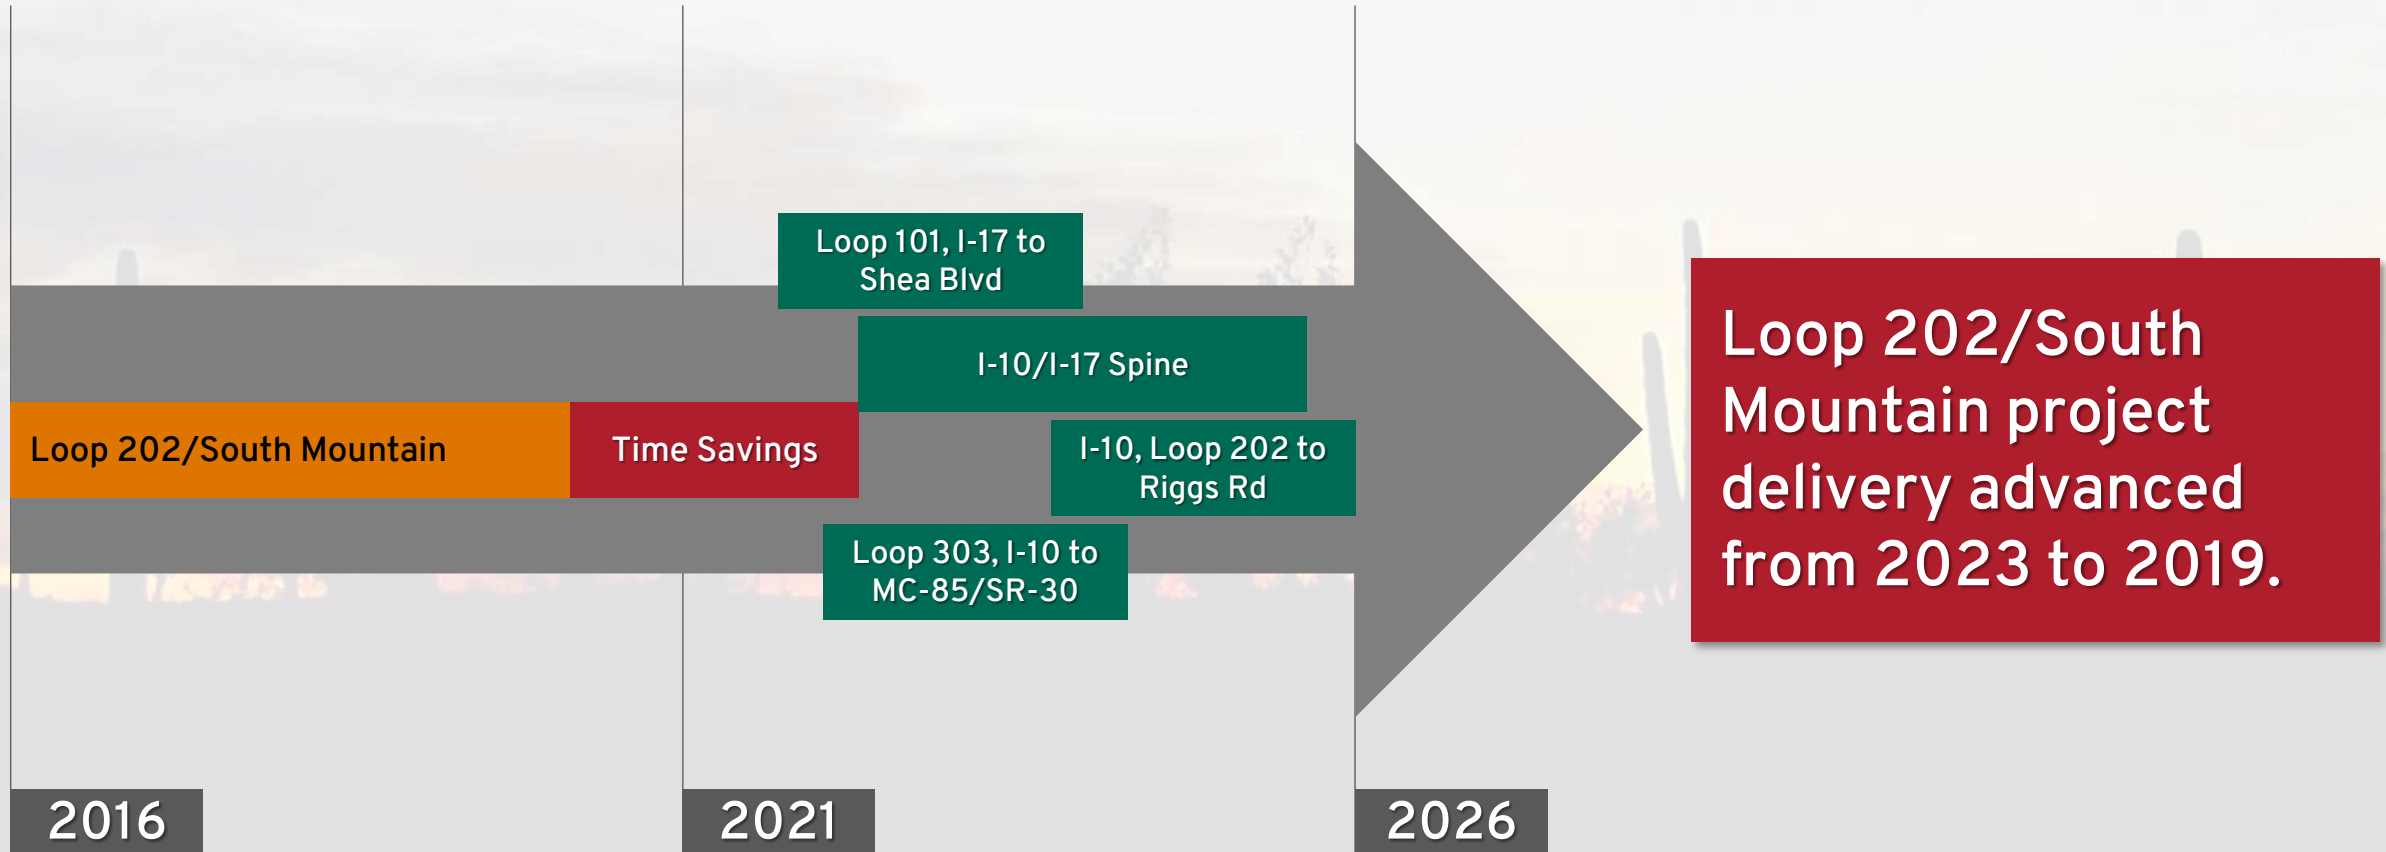 Loop 101, I-17 to
Shea Blvd
I-10/I-17 Spine
Loop 202/South Mountain
Time Savings
I-10, Loop 202 to
Riggs Rd
Loop 303, I-10 to
MC-85/SR-30
Loop 202/South
Mountain project
delivery advanced
from 2023 to 2019.
2016
2021
2026